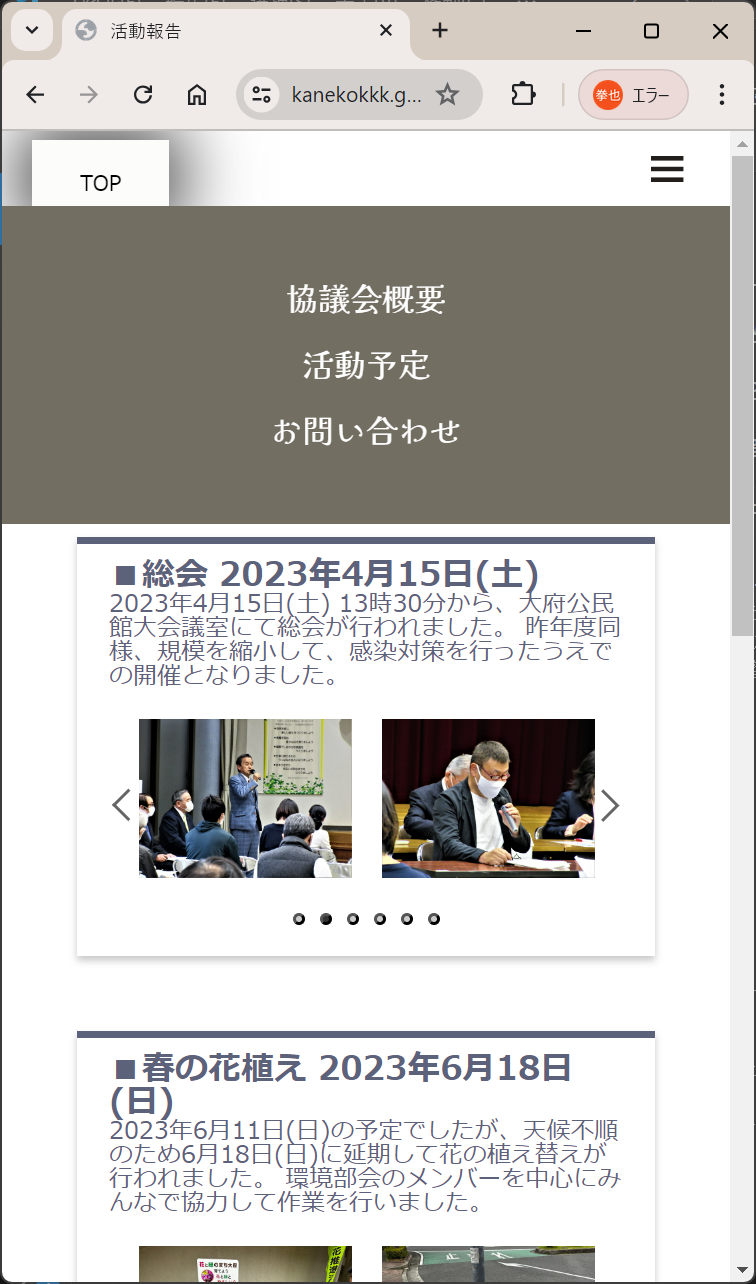 活動報告
kanekokkk.g...
拳也 エラー
TOP
協議会概要
活動予定
お問い合わせ
■総会 2023年4月15日(土)
2023年4月15日(土) 13時30分から、大府公民
館大会議室にて総会が行われました。 昨年度同
様、規模を縮小して、感染対策を行ったうえで
の開催となりました。
■春の花植え 2023年6月18日
(日)
2023年6月11日(日)の予定でしたが、天候不順
のため6月18日(日)に延期して花の植え替えが
行われました。 環境部会のメンバーを中心にみ
んなで協力して作業を行いました。